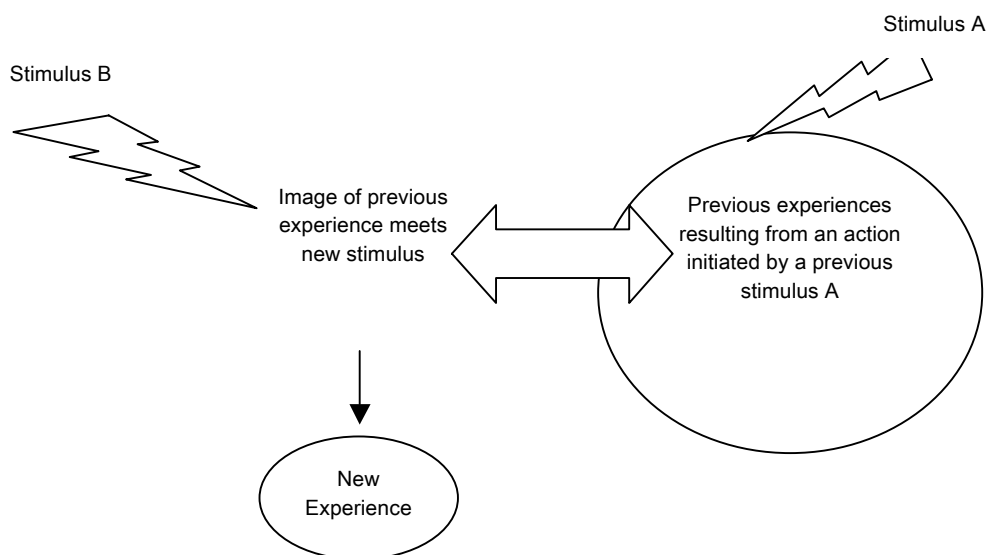 Stimulus A
Stimulus B
Image of previous
experience meets
new stimulus
Previous experiences
resulting from an action
initiated by a previous
stimulus A
New
Experience